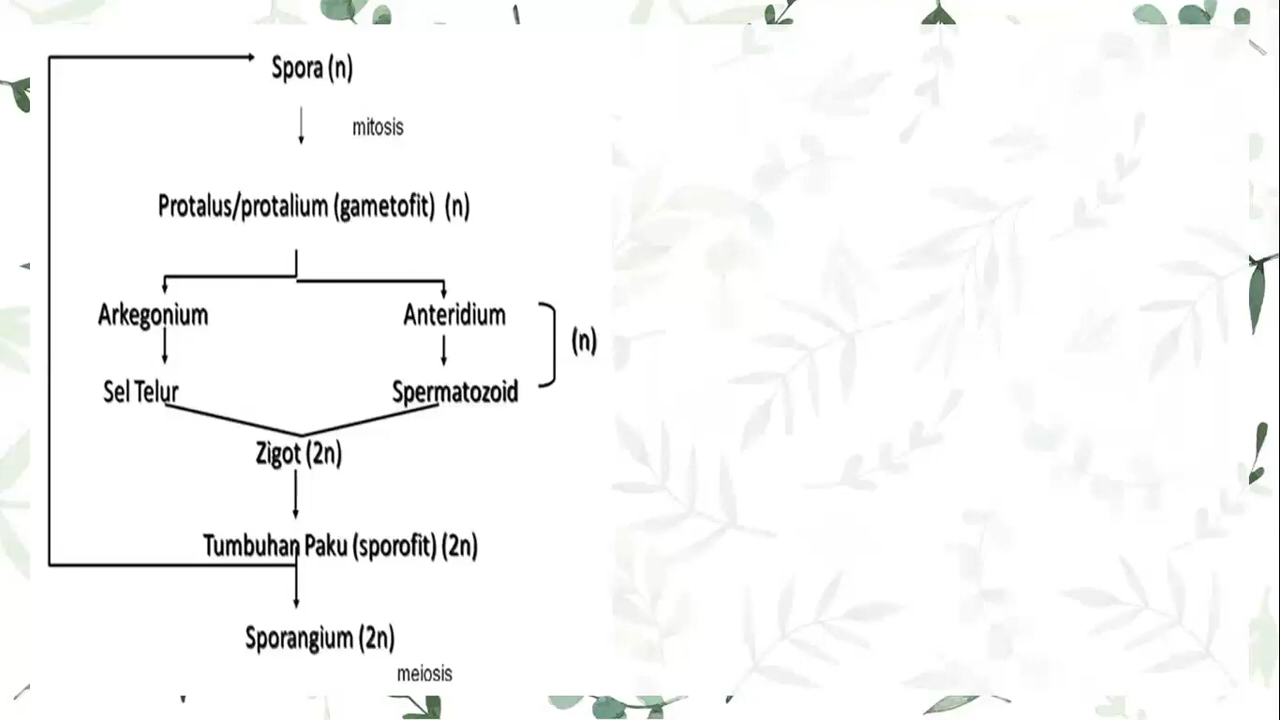 Spora (n)
mitosis
Protalus/protalium (gametofit) (n)
Arkegonium
Anteridium
(n)
Sel Telur
Spermatozoid
Zigot (2n)
Tumbuhan Paku (sporofit) (2n)
Sporangium (2n)
meiosis